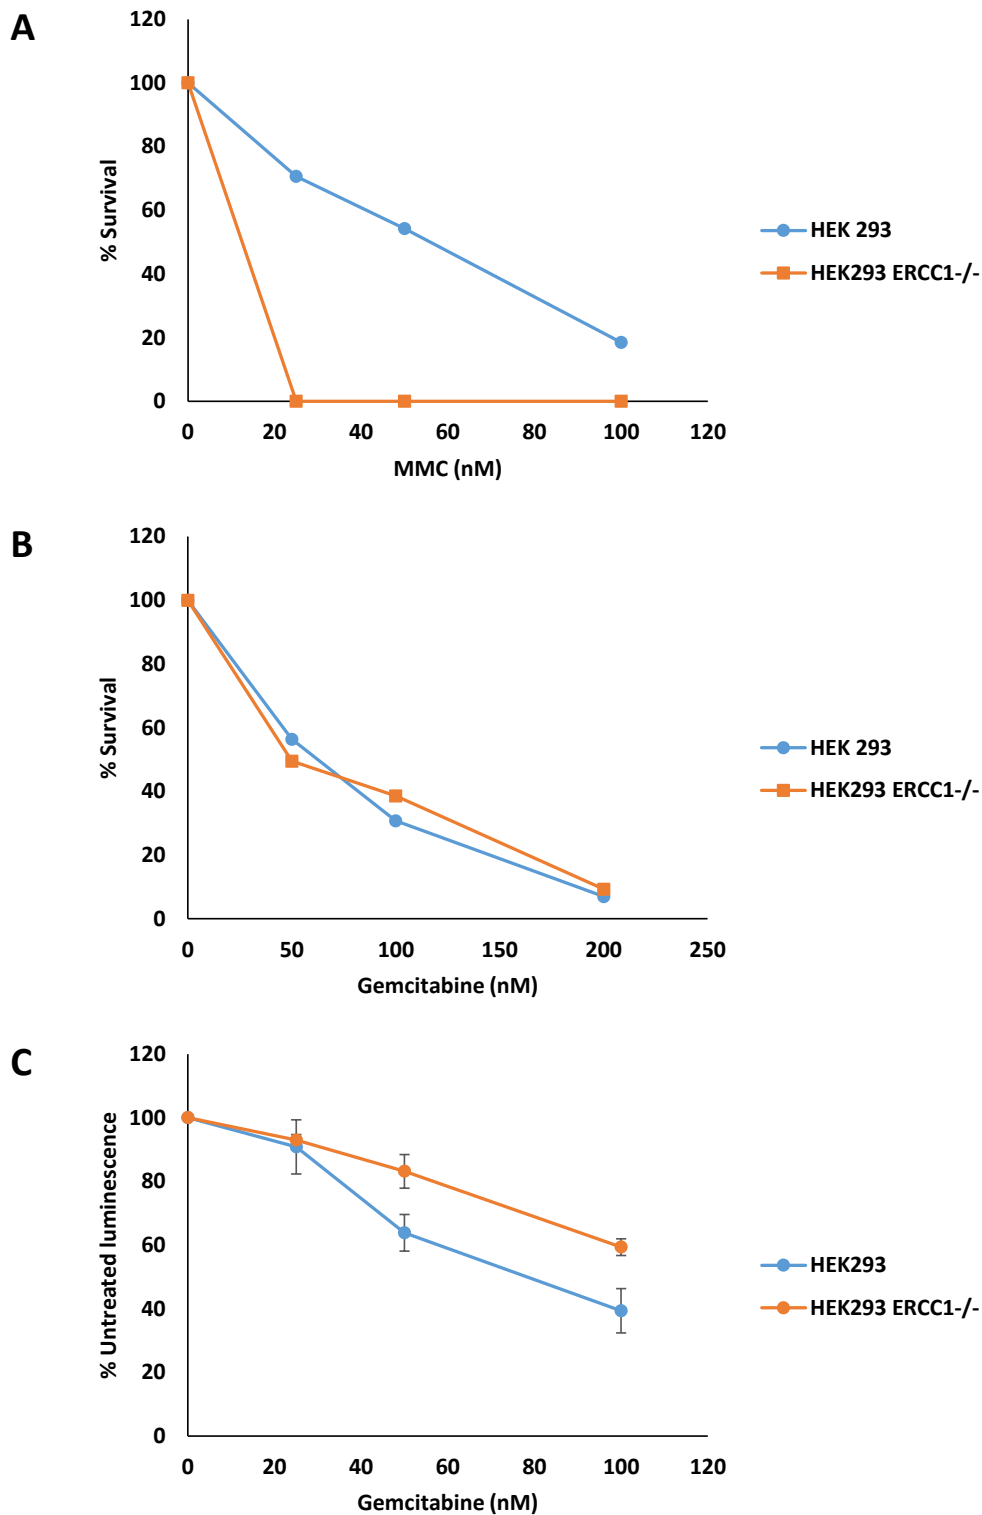 A
120
100
80
60
40
20
0
% Survival
0 20 40 60 80 100 120
MMC (nM)
HEK 293
HEK293 ERCC1-/-
B
120
100
80
60
40
20
0
% Survival
0 50 100 150 200 250
Gemcitabine (nM)
HEK 293
HEK293 ERCC1-/-
C
120
100
80
60
40
20
0
% Untreated luminescence
0 20 40 60 80 100 120
Gemcitabine (nM)
HEK293
HEK293 ERCC1-/-